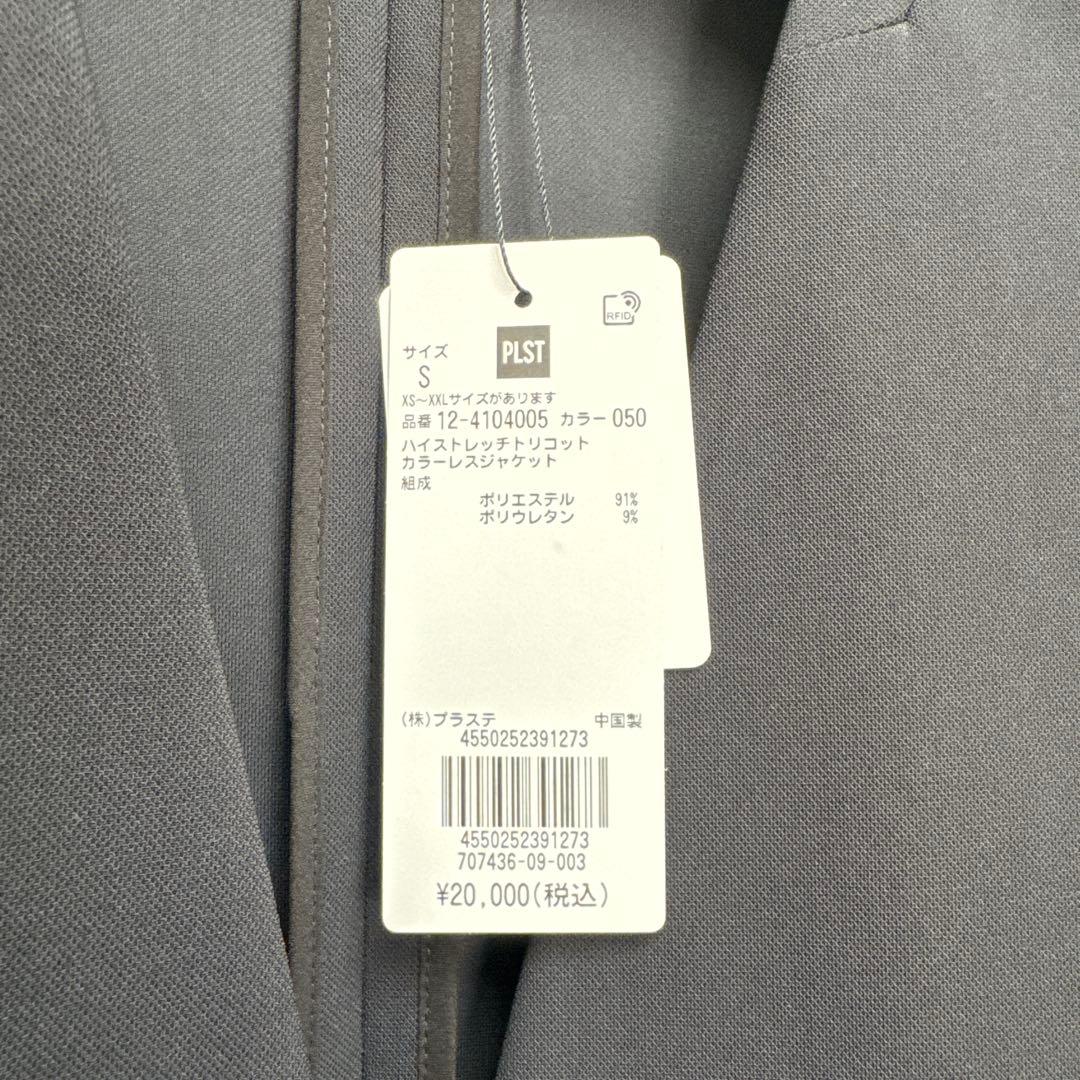 RFID
PLST
サイズ
S
XS〜XXLサイズがあります
品番 12-4104005 カラー 050
ハイストレッチトリコット
カラーレスジャケット
組成
ポリエステル 91%
ポリウレタン 9%
(株)プラステ 中国製
4550252391273
4550252391273
707436-09-003
¥20,000(税込)